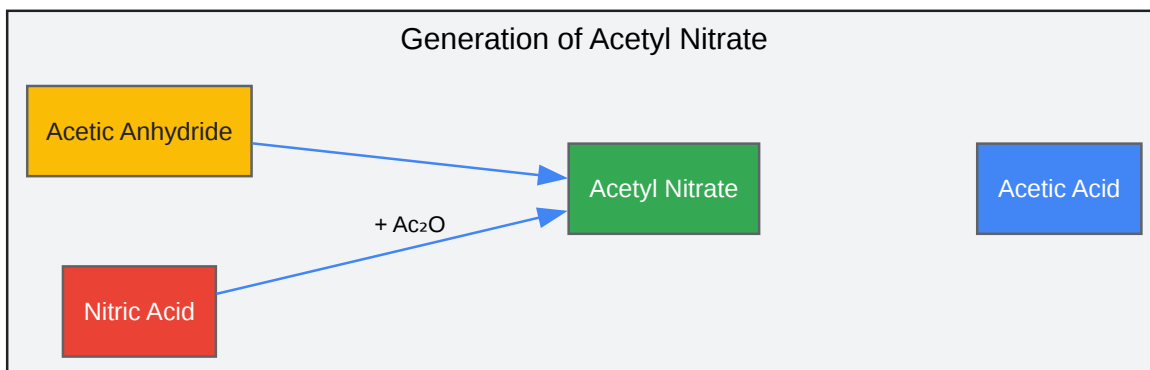 Generation of Acetyl Nitrate
Acetic Anhydride
Acetyl Nitrate
Acetic Acid
+ Ac₂O
Nitric Acid